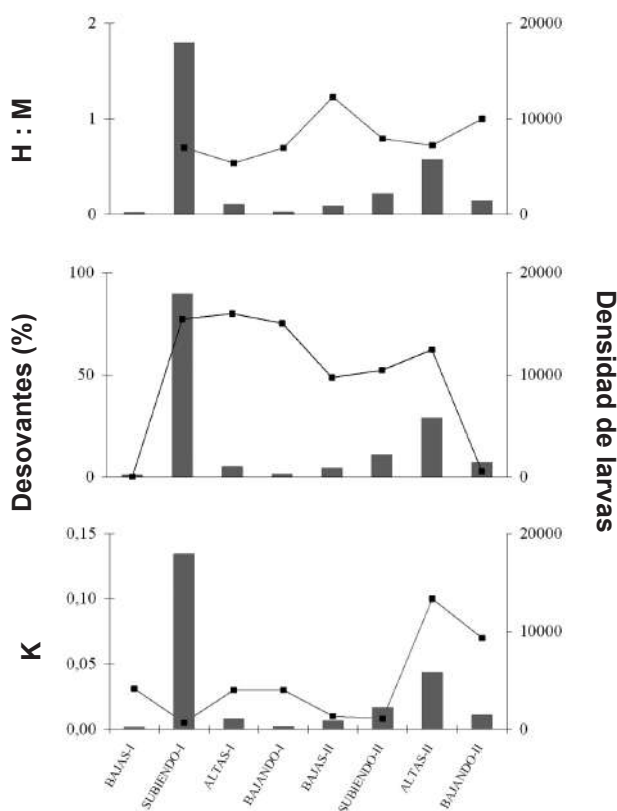 H : M
2
1
0
20000
10000
0
Desovantes (%)
100
50
0
20000
10000
0
Densidad de larvas
K
0,15
0,10
0,05
0,00
20000
10000
0
BAJAS-I
SUBIENDO-I
ALTAS-I
BAJANDO-I
BAJAS-II
SUBIENDO-II
ALTAS-II
BAJANDO-II